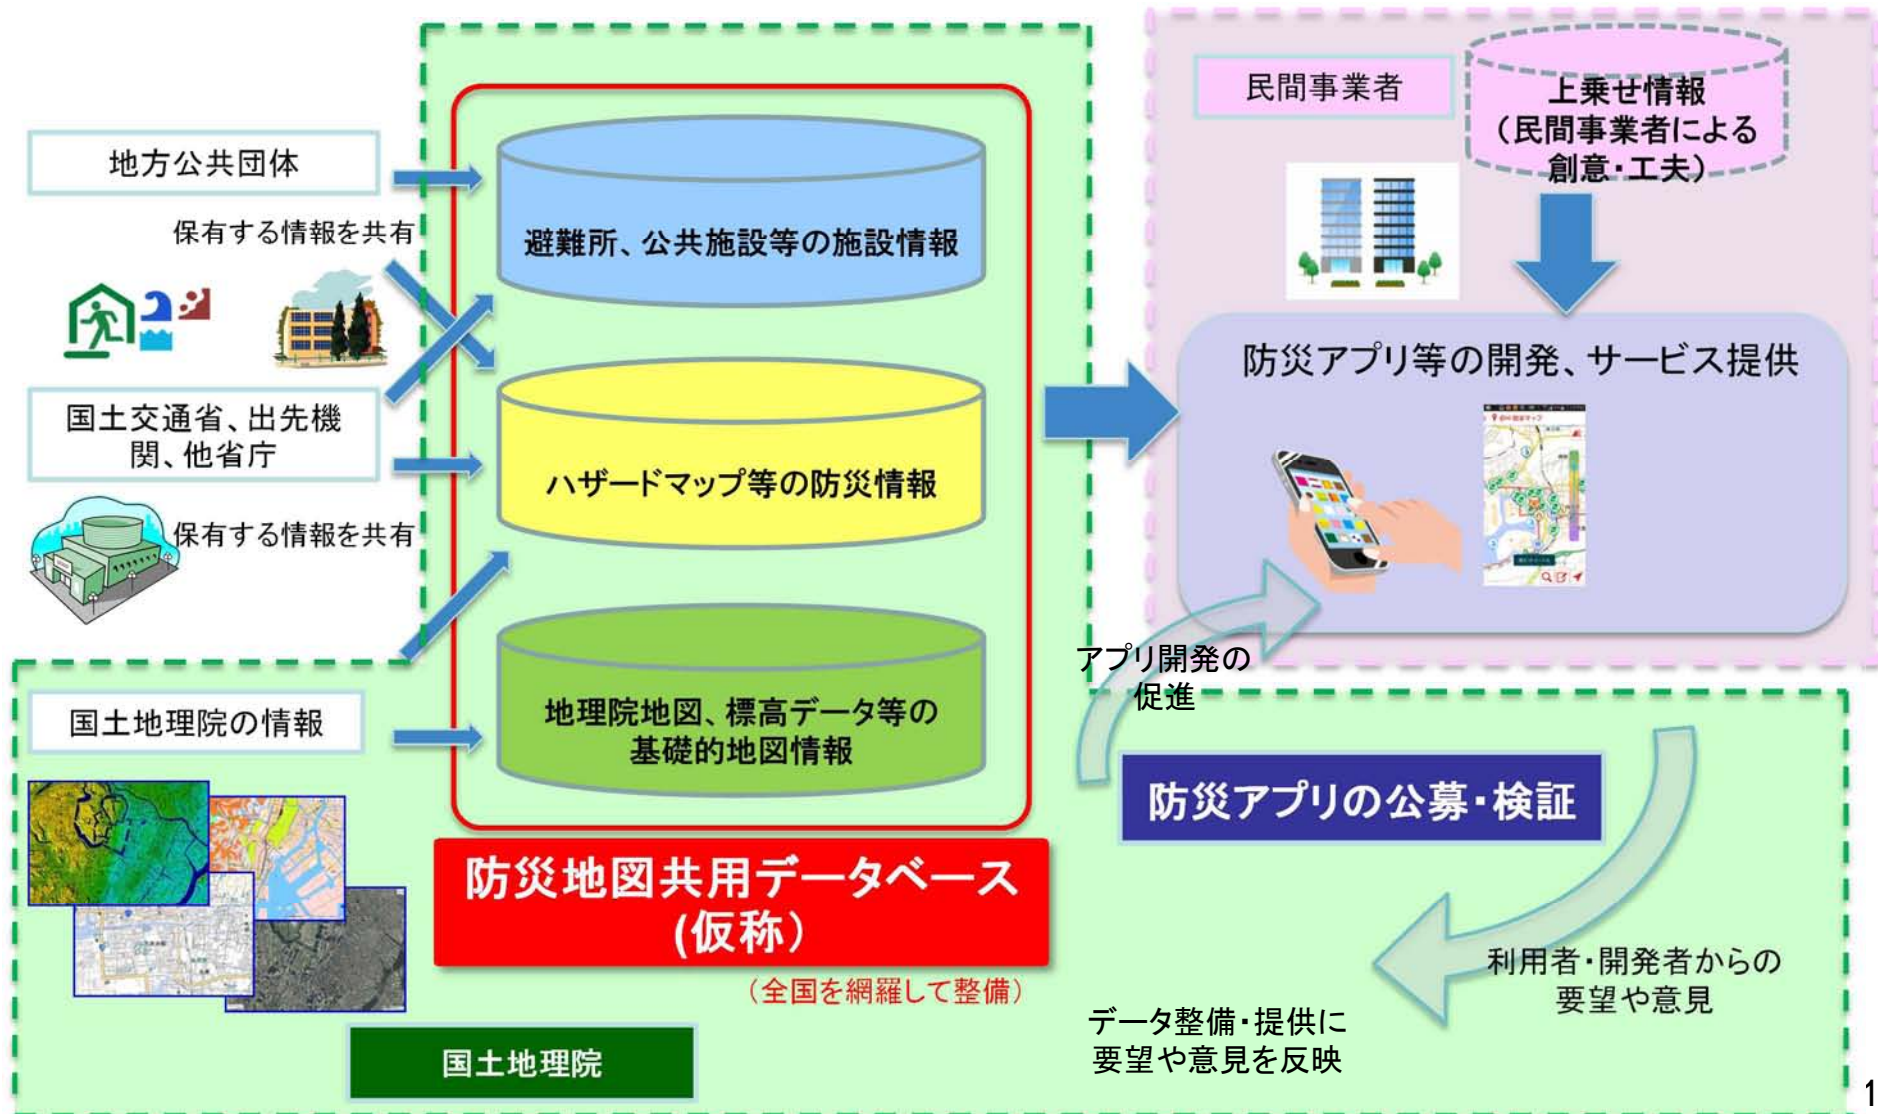 民間事業者
上乗せ情報
（民間事業者による
創意・工夫）
地方公共団体
保有する情報を共有
避難所、公共施設等の施設情報
防災アプリ等の開発、サービス提供
国土交通省、出先機
関、他省庁
保有する情報を共有
ハザードマップ等の防災情報
アプリ開発の
促進
国土地理院の情報
地理院地図、標高データ等の
基礎的地図情報
防災アプリの公募・検証
防災地図共用データベース
(仮称）
（全国を網羅して整備）
利用者・開発者からの
要望や意見
データ整備・提供に
要望や意見を反映
国土地理院
1